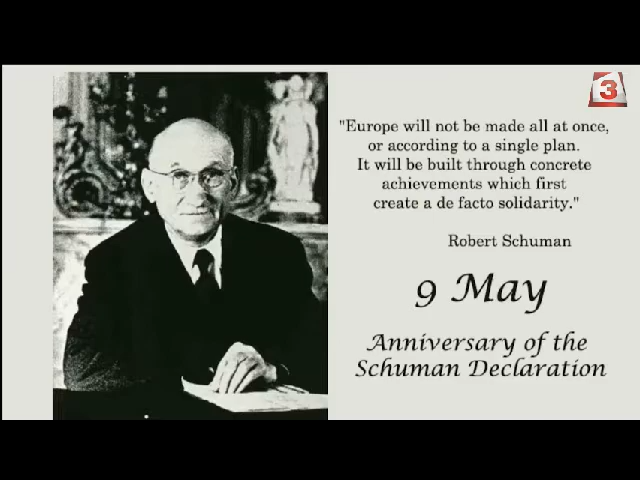 3
"Europe will not be made all at once,
or according to a single plan.
It will be built through concrete
achievements which first
create a de facto solidarity."
Robert Schuman
9 May
Anniversary of the
Schuman Declaration